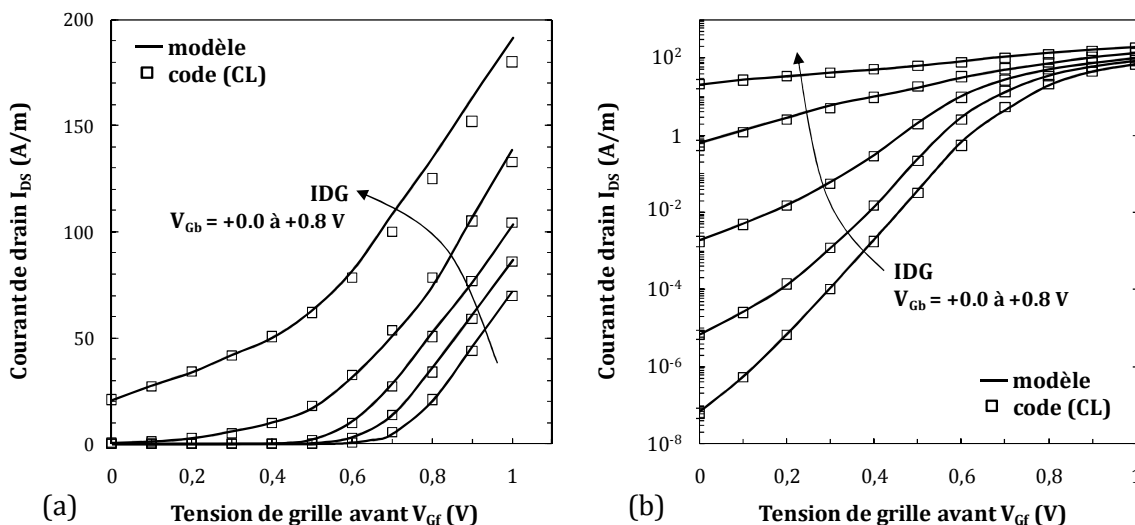 Courant de drain I_DS (A/m)
200
150
100
50
0
modèle
code (CL)
IDG
V_Gb = +0.0 à +0.8 V
0 0,2 0,4 0,6 0,8 1
(a)
Tension de grille avant V_Gf (V)
Courant de drain I_DS (A/m)
10^2
1
10^-2
10^-4
10^-6
10^-8
IDG
V_Gb = +0.0 à +0.8 V
modèle
code (CL)
0 0,2 0,4 0,6 0,8 1
(b)
Tension de grille avant V_Gf (V)